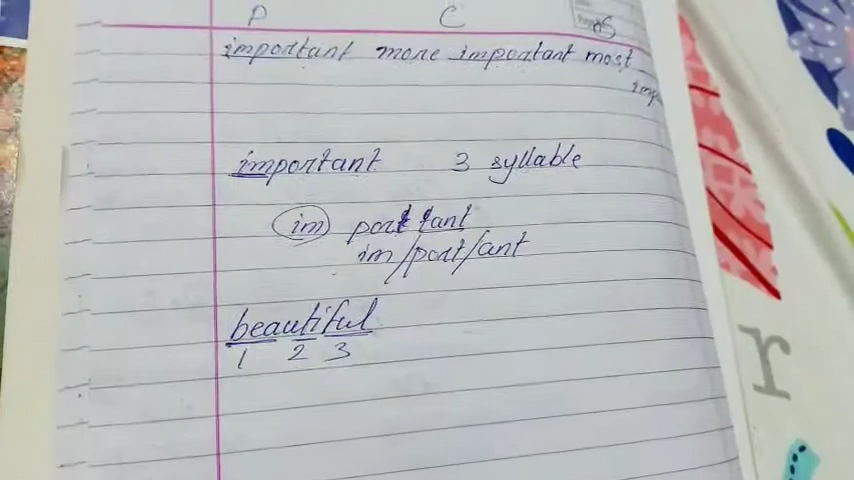 P C S
important more important most
imp
important 3 syllable
im port tant
im/port/ant
beautiful
1 2 3
r